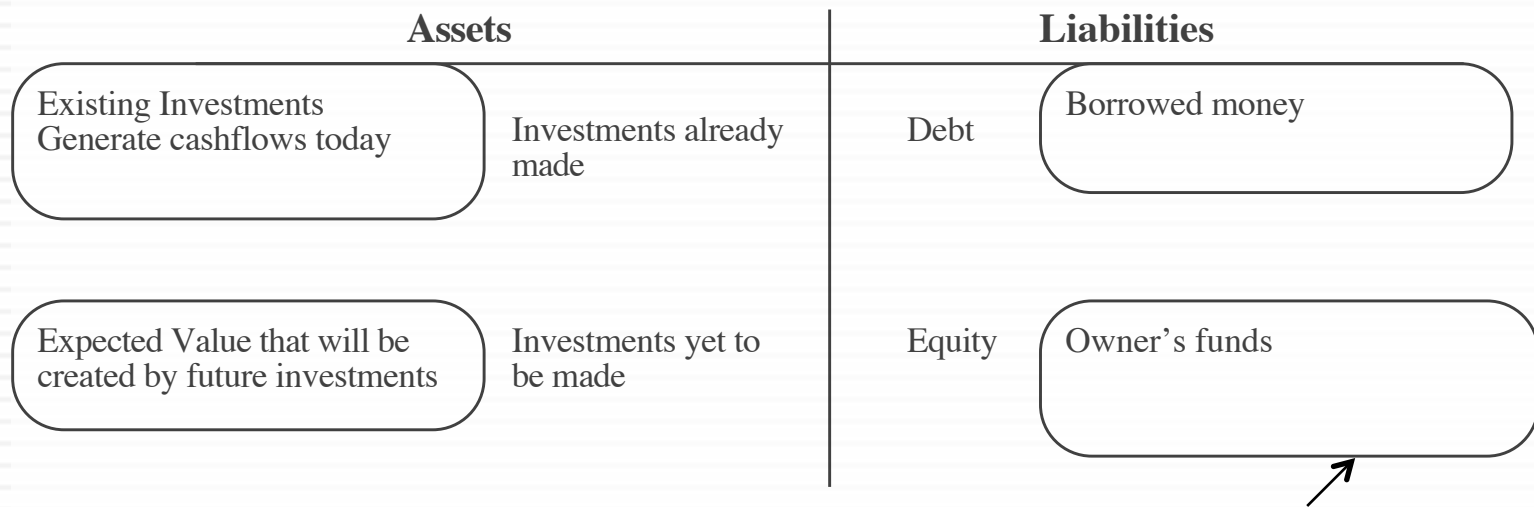 Assets
Liabilities
Existing Investments
Generate cashflows today
Investments already
made
Debt
Borrowed money
Expected Value that will be
created by future investments
Investments yet to
be made
Equity
Owner’s funds